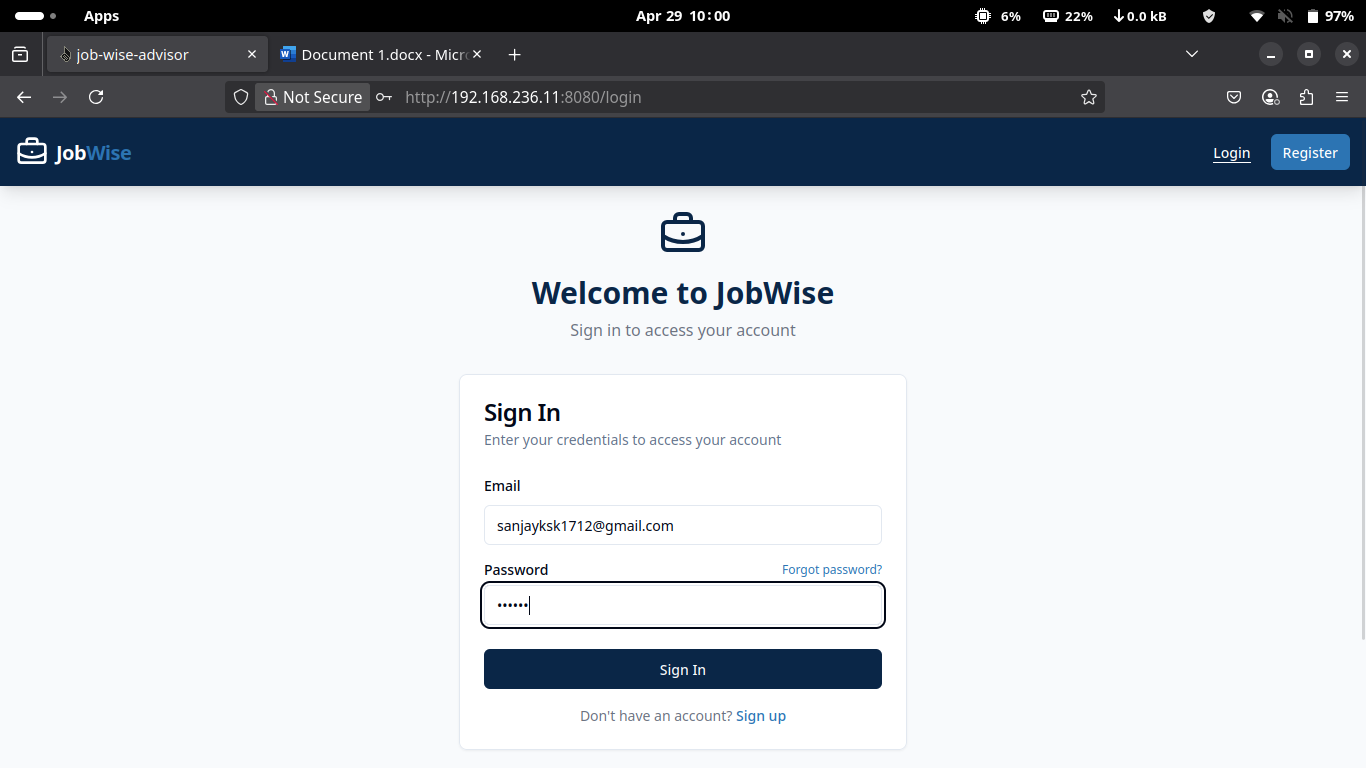 Apps
Apr 29 10:00
6%
22%
0.0 kB
97%
job-wise-advisor
Document 1.docx - Micr
Not Secure
http://192.168.236.11:8080/login
JobWise
Login
Register
Welcome to JobWise
Sign in to access your account
Sign In
Enter your credentials to access your account
Email
sanjayksk1712@gmail.com
Password
Forgot password?
••••••
Sign In
Don't have an account? Sign up